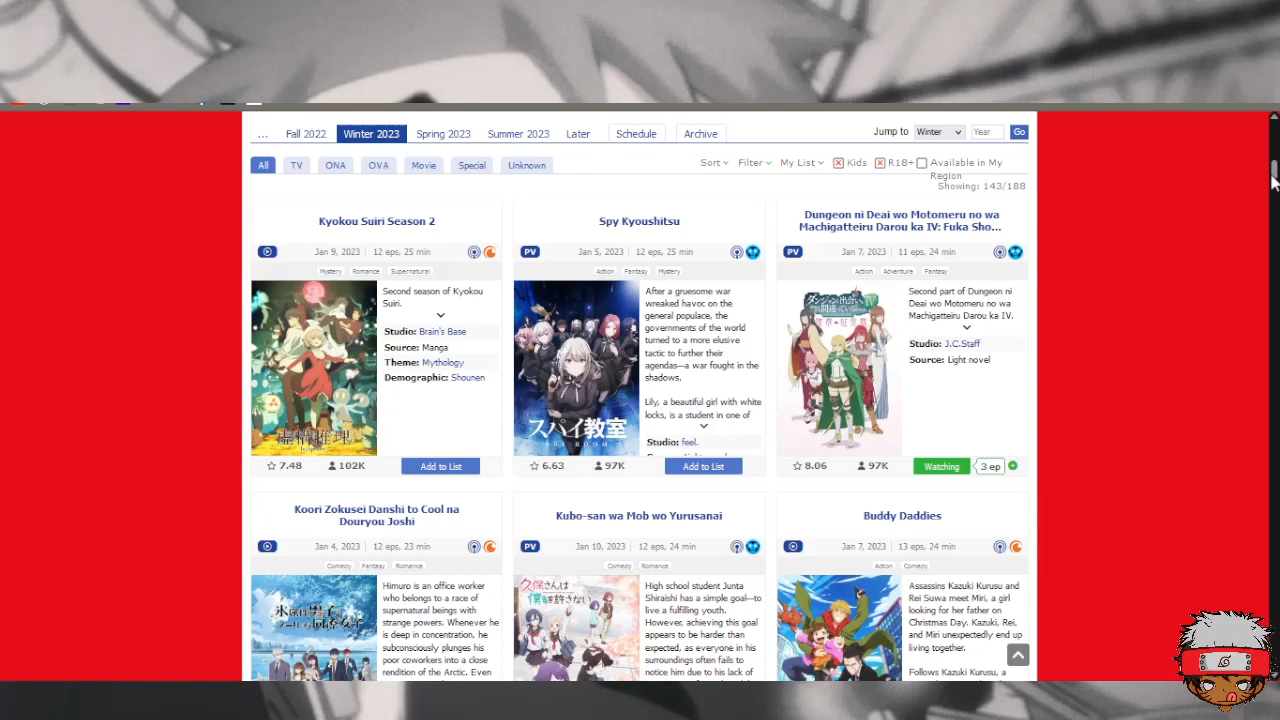 ... Fall 2022 Winter 2023 Spring 2023 Summer 2023 Later Schedule Archive Jump to Winter Year Go
All TV ONA OVA Movie Special Unknown Sort Filter My List Kids R18+ Available in My Region
Showing: 143/188
Kyokou Suiri Season 2
Jan 9, 2023 12 eps, 25 min
Mystery Romance Supernatural
Second season of Kyokou
Suiri.
Studio: Brain's Base
Source: Manga
Theme: Mythology
Demographic: Shounen
虚構推理
7.48 102K Add to List
Spy Kyoushitsu
PV Jan 5, 2023 12 eps, 25 min
Action Fantasy Mystery
After a gruesome war
wreaked havoc on the
general populace, the
governments of the world
turned to a more elusive
tactic to further their
agendas—a war fought in the
shadows.
Lily, a beautiful girl with white
locks, is a student in one of
Studio: feel.
スパイ教室
SPY ROOM
6.63 97K Add to List
Dungeon ni Deai wo Motomeru no wa
Machigatteiru Darou ka IV: Fuka Sho...
PV Jan 7, 2023 11 eps, 24 min
Action Adventure Fantasy
Second part of Dungeon ni
Deai wo Motomeru no wa
Machigatteiru Darou ka IV.
Studio: J.C.Staff
Source: Light novel
8.06 97K Watching 3 ep
Koori Zokusei Danshi to Cool na
Douryou Joshi
Jan 4, 2023 12 eps, 23 min
Comedy Fantasy Romance
Himuro is an office worker
who belongs to a race of
supernatural beings with
strange powers. Whenever he
is deep in concentration, he
subconsciously plunges his
poor coworkers into a close
rendition of the Arctic. Even
Kubo-san wa Mob wo Yurusanai
PV Jan 10, 2023 12 eps, 24 min
Comedy Romance
High school student Junta
Shiraishi has a simple goal—to
live a fulfilling youth.
However, achieving this goal
appears to be harder than
expected, as everyone in his
surroundings often fails to
notice him due to his lack of
久保さんは
僕を許さない
Buddy Daddies
Jan 7, 2023 13 eps, 24 min
Action Comedy
Assassins Kazuki Kurusu and
Rei Suwa meet Miri, a girl
looking for her father on
Christmas Day. Kazuki, Rei,
and Miri unexpectedly end up
living together.
Follows Kazuki Kurusu, a